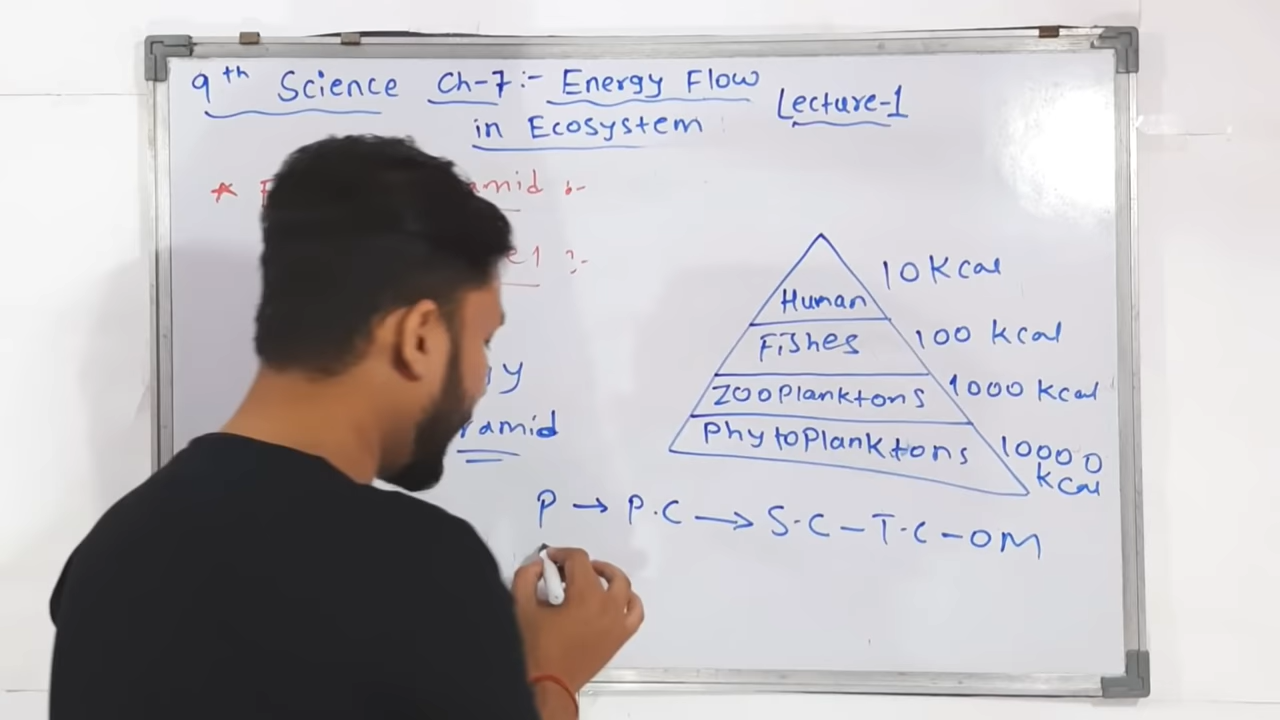 9th Science Ch-7:- Energy Flow
in Ecosystem
Lecture-1
:-
:-
Human
Fishes
ZooPlanktons
PhytoPlanktons
10 Kcal
100 Kcal
1000 Kcal
10000
Kcal
P → P.C → S.C – T.C – OM